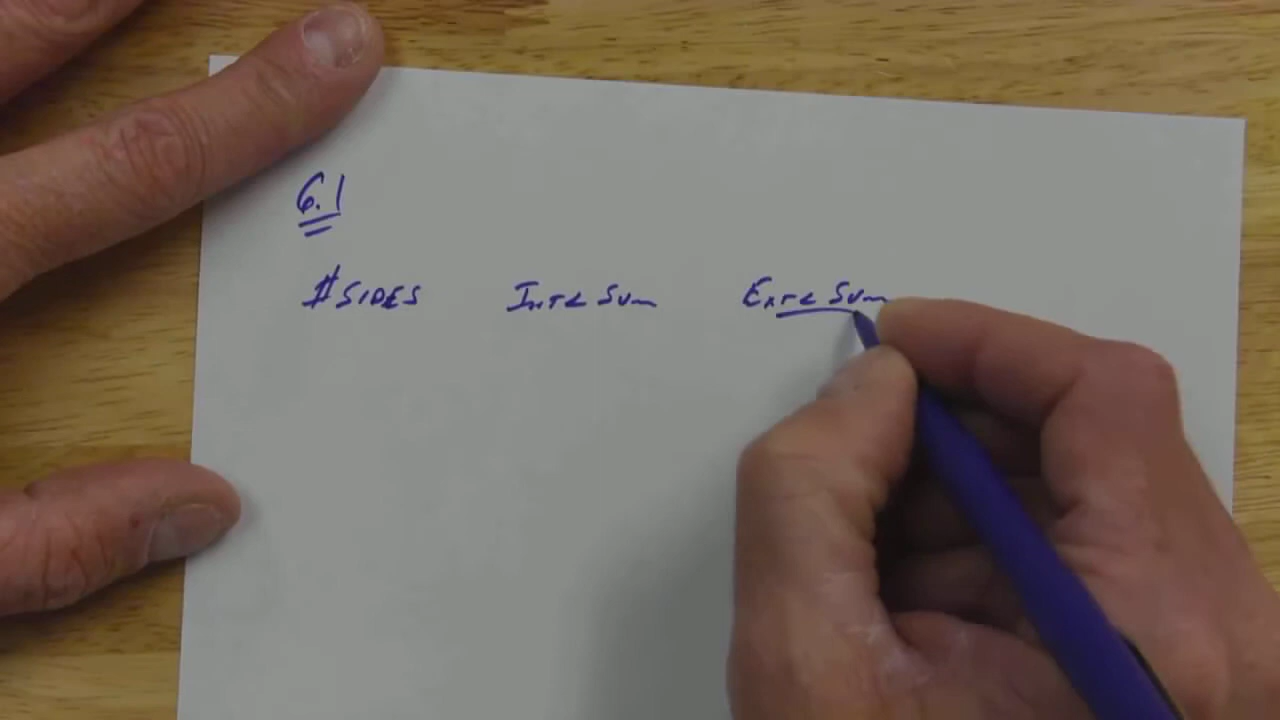 6.1
# SIDES INT∠ SUM EXT∠ SUM